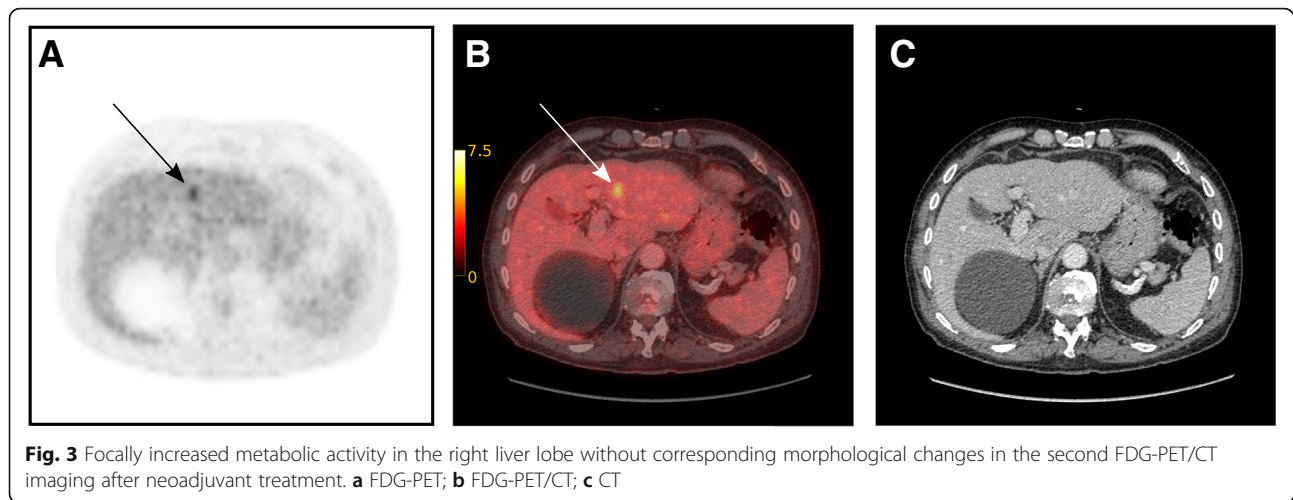 A
B
C
7.5
0
Fig. 3 Focally increased metabolic activity in the right liver lobe without corresponding morphological changes in the second FDG-PET/CT
imaging after neoadjuvant treatment. a FDG-PET; b FDG-PET/CT; c CT